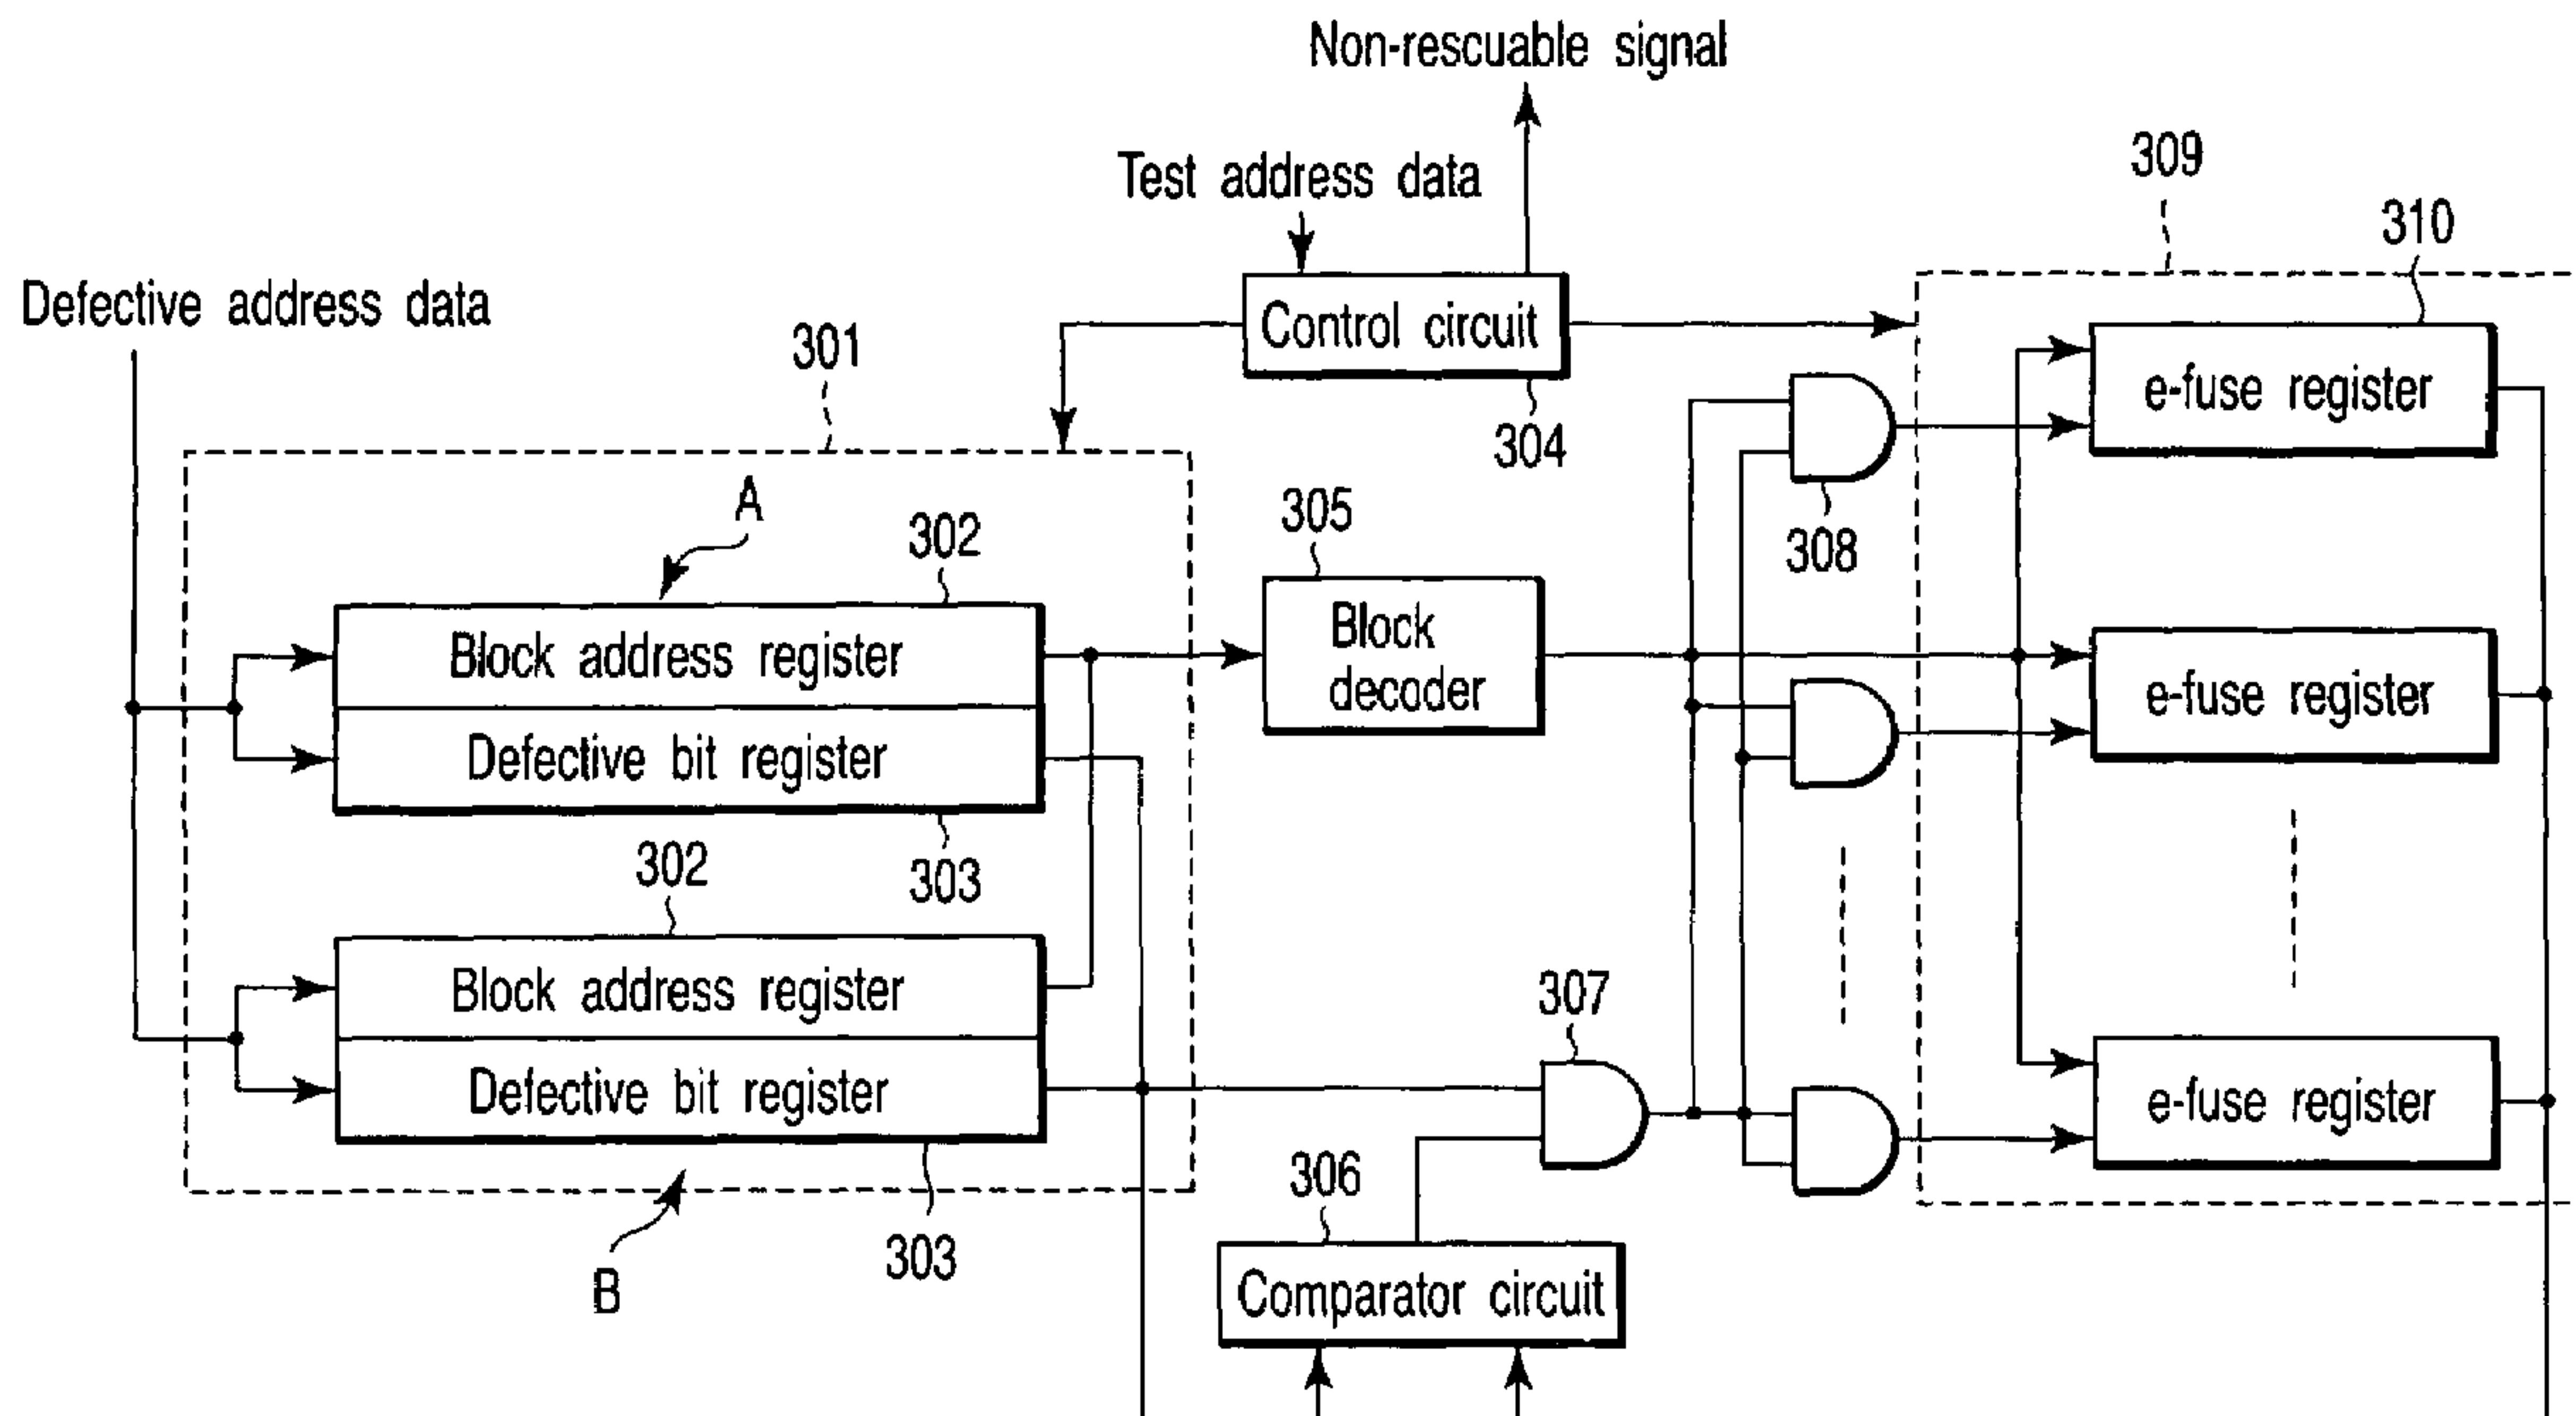 Non-rescuable signal
Test address data
309
310
Defective address data
301
Control circuit
e-fuse register
304
A
302
305
308
Block address register
Block
decoder
e-fuse register
Defective bit register
303
302
Block address register
307
Defective bit register
e-fuse register
306
303
B
Comparator circuit